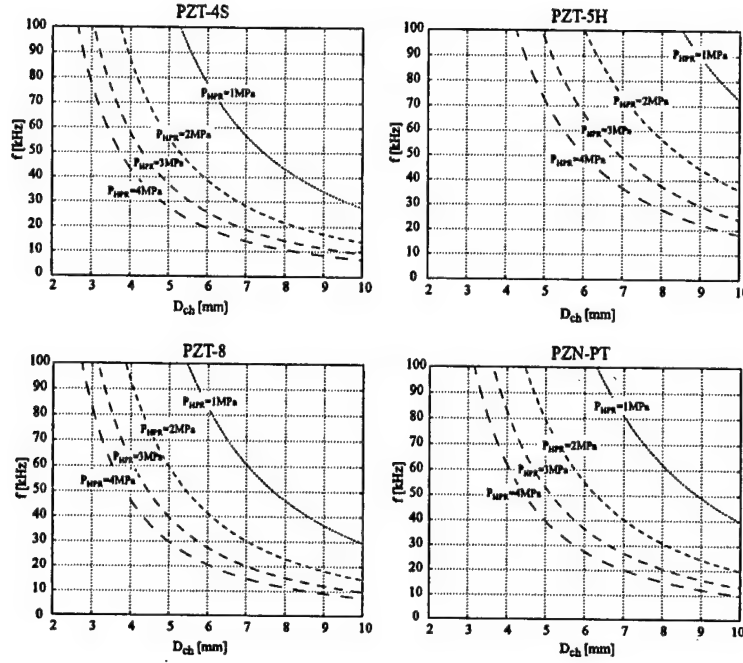 PZT-4S
100
90
80
70
60
50
40
30
20
10
0
f [kHz]
P_HPR=1MPa
P_HPR=2MPa
P_HPR=3MPa
P_HPR=4MPa
2 3 4 5 6 7 8 9 10
D_ch [mm]
PZT-5H
100
90
80
70
60
50
40
30
20
10
0
f [kHz]
P_HPR=1MPa
P_HPR=2MPa
P_HPR=3MPa
P_HPR=4MPa
2 3 4 5 6 7 8 9 10
D_ch [mm]
PZT-8
100
90
80
70
60
50
40
30
20
10
0
f [kHz]
P_HPR=1MPa
P_HPR=2MPa
P_HPR=3MPa
P_HPR=4MPa
2 3 4 5 6 7 8 9 10
D_ch [mm]
PZN-PT
100
90
80
70
60
50
40
30
20
10
0
f [kHz]
P_HPR=1MPa
P_HPR=2MPa
P_HPR=3MPa
P_HPR=4MPa
2 3 4 5 6 7 8 9 10
D_ch [mm]